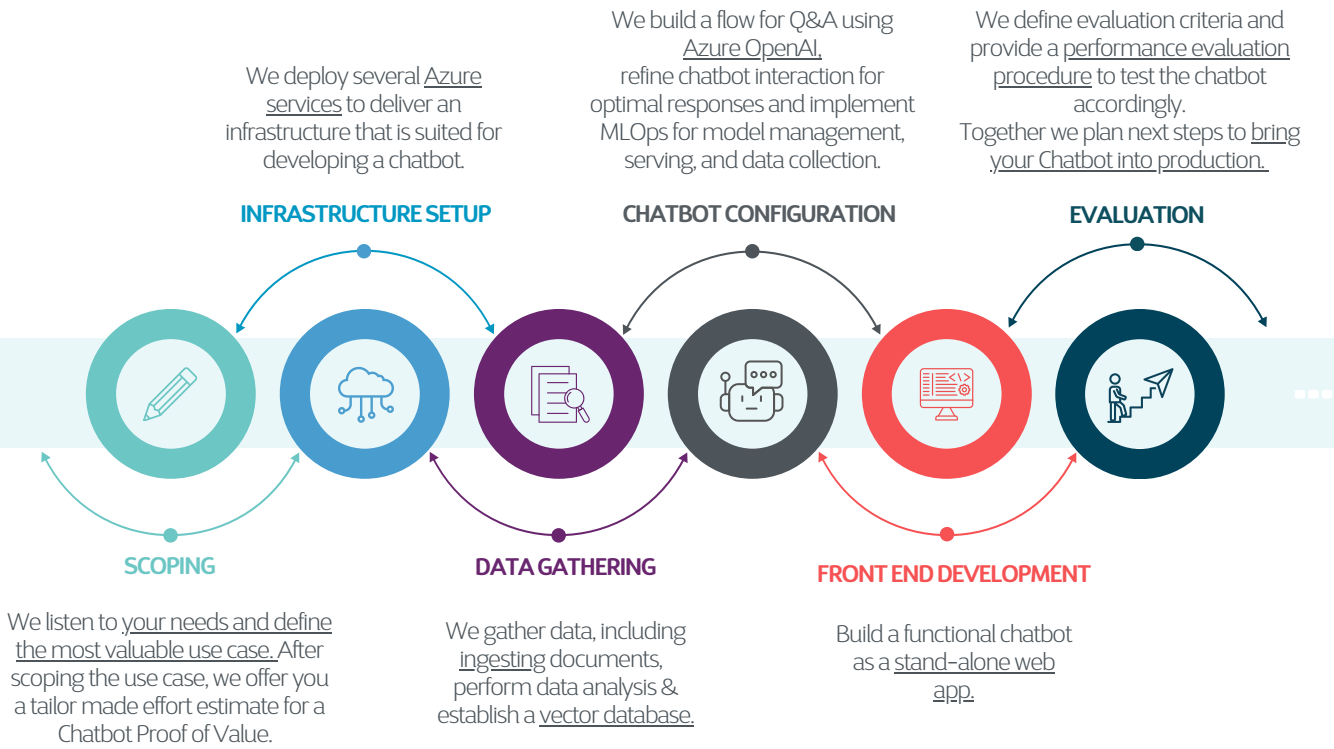 We deploy several Azure
services to deliver an
infrastructure that is suited for
developing a chatbot.
INFRASTRUCTURE SETUP
We build a flow for Q&A using
Azure OpenAI,
refine chatbot interaction for
optimal responses and implement
MLOps for model management,
serving, and data collection.
CHATBOT CONFIGURATION
We define evaluation criteria and
provide a performance evaluation
procedure to test the chatbot
accordingly.
Together we plan next steps to bring
your Chatbot into production.
EVALUATION
SCOPING
We listen to your needs and define
the most valuable use case. After
scoping the use case, we offer you
a tailor made effort estimate for a
Chatbot Proof of Value.
DATA GATHERING
We gather data, including
ingesting documents,
perform data analysis &
establish a vector database.
FRONT END DEVELOPMENT
Build a functional chatbot
as a stand-alone web
app.